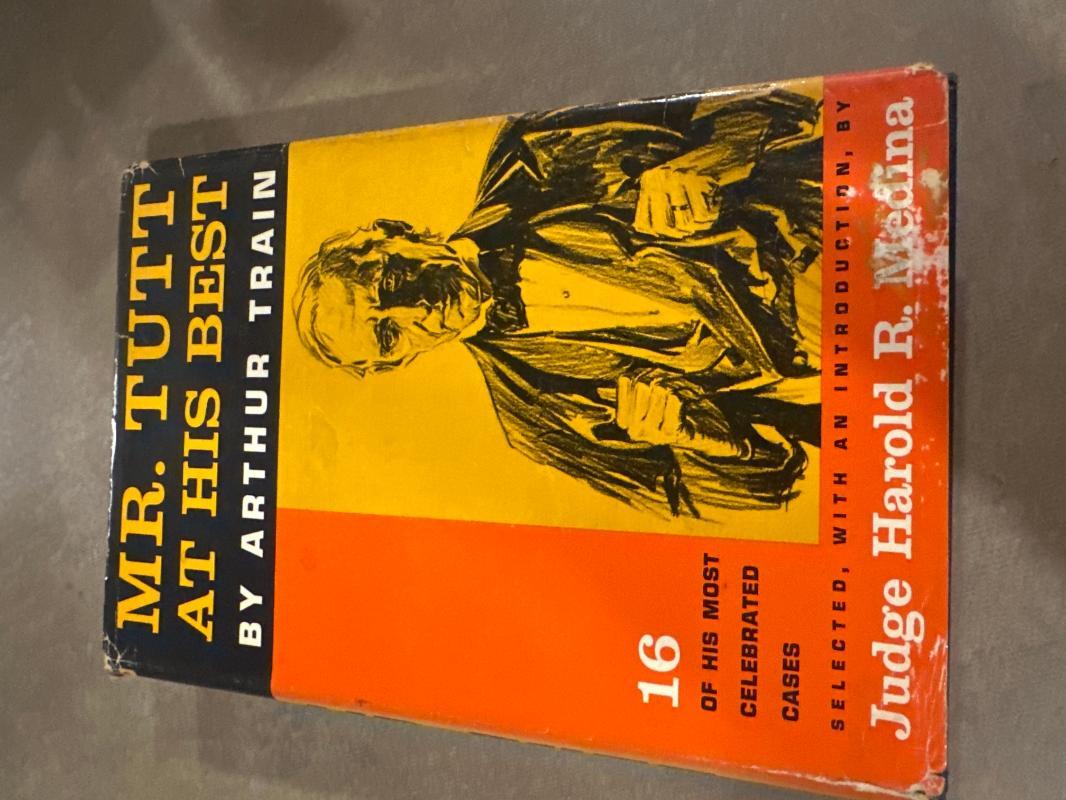 MR. TUTT
AT HIS BEST
BY ARTHUR TRAIN
16
OF HIS MOST
CELEBRATED
CASES
SELECTED, WITH AN INTRODUCTION, BY
Judge Harold R. Medina